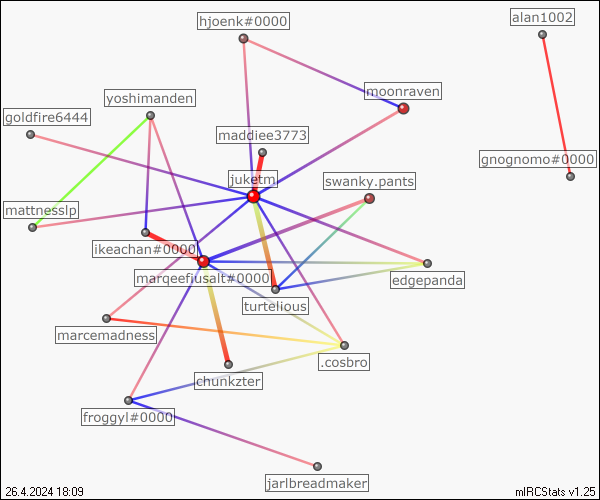 alan1002
hjoenk#0000
moonraven
yoshimanden
goldfire6444
maddiee3773
gnognomo#0000
juketm
swanky.pants
mattnesslp
ikeachan#0000
marqeefiusalt#0000
edgepanda
turtelious
marcemadness
.cosbro
chunkzter
froggyl#0000
jarlbreadmaker
26.4.2024 18:09
mIRCStats v1.25